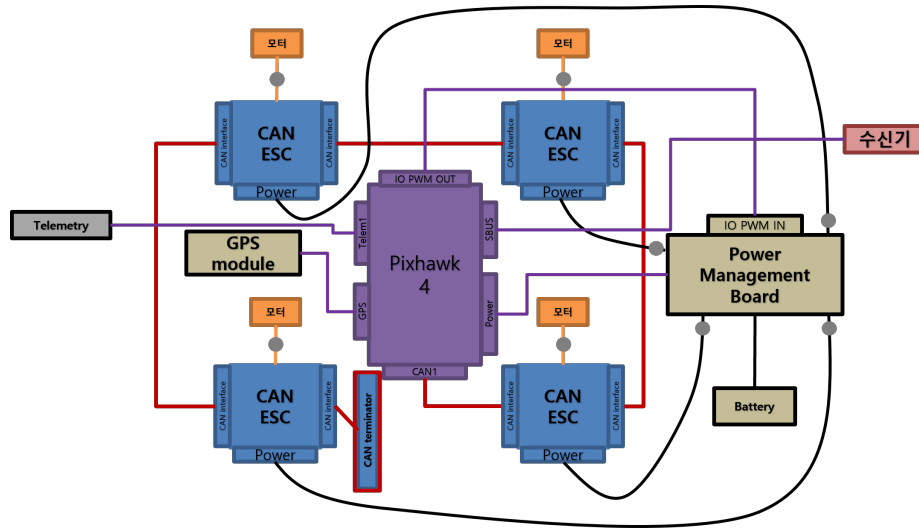 모터
모터
CAN interface
CAN
ESC
CAN interface
Power
CAN interface
CAN
ESC
CAN interface
Power
수신기
IO PWM OUT
Telemetry
Telem1
SBUS
IO PWM IN
GPS
module
Pixhawk
4
Power
Management
Board
GPS
Power
모터
모터
CAN1
CAN interface
CAN
ESC
CAN interface
Power
CAN terminator
CAN interface
CAN
ESC
CAN interface
Power
Battery